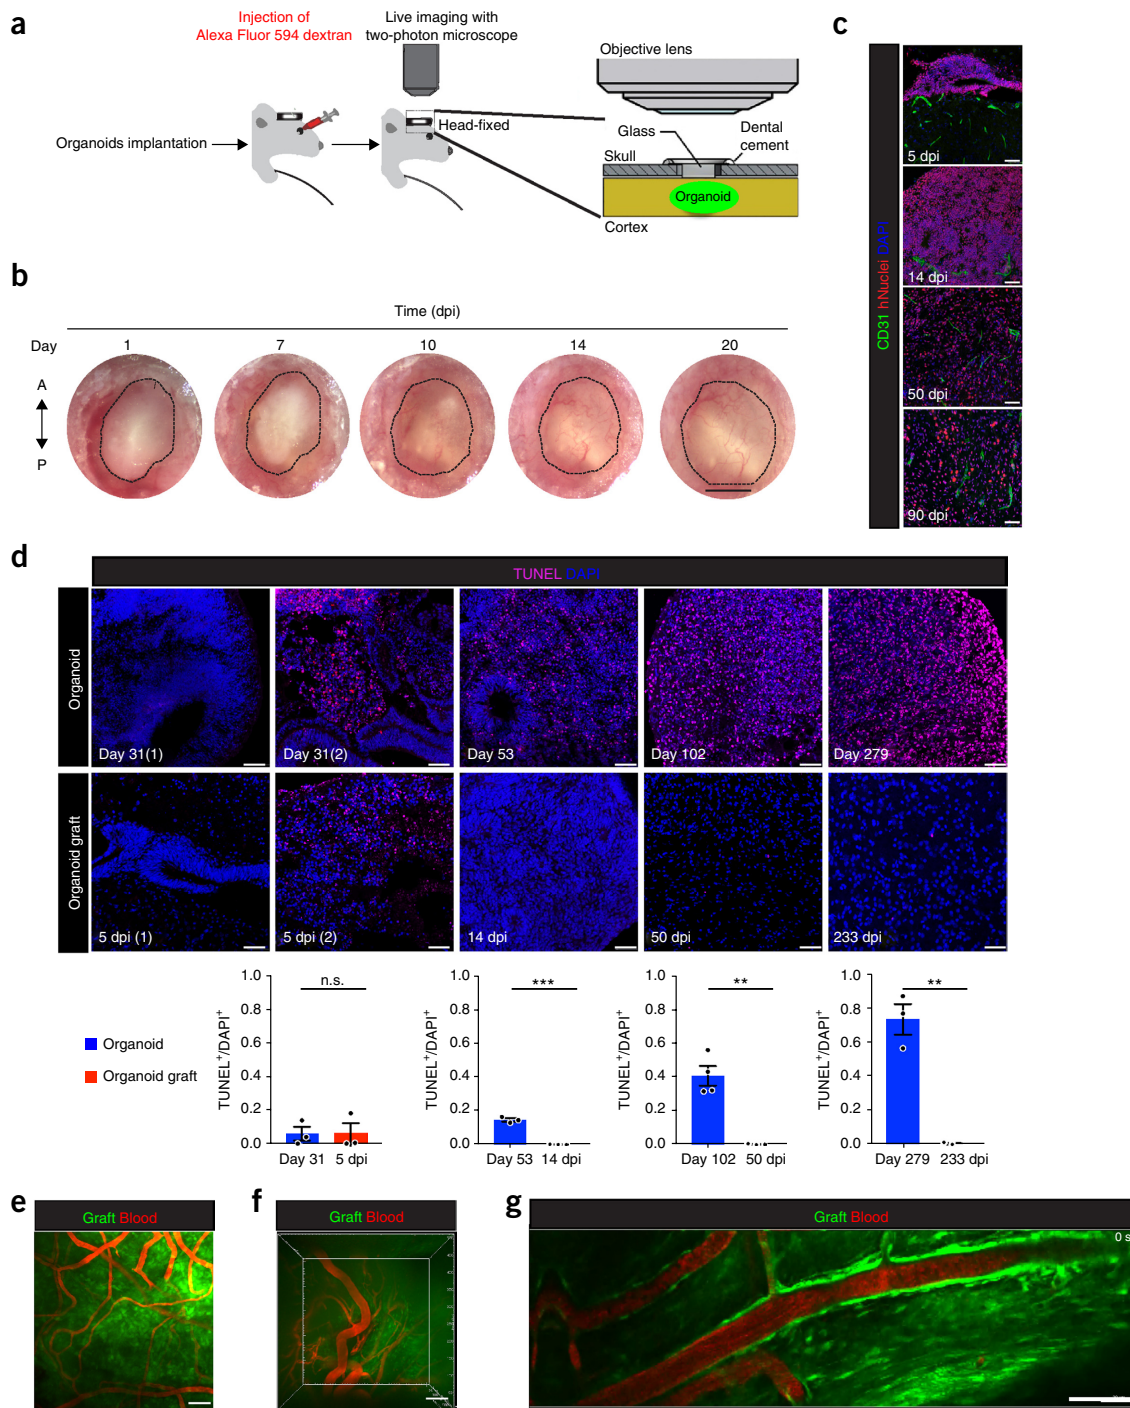 a
Injection of
Alexa Fluor 594 dextran
Live imaging with
two-photon microscope
Organoids implantation
Head-fixed
Objective lens
Glass
Dental
cement
Skull
Organoid
Cortex
b
Time (dpi)
Day
1
7
10
14
20
A
P
c
CD31 hNuclei DAPI
5 dpi
14 dpi
50 dpi
90 dpi
d
TUNEL DAPI
Organoid
Day 31(1)
Day 31(2)
Day 53
Day 102
Day 279
Organoid graft
5 dpi (1)
5 dpi (2)
14 dpi
50 dpi
233 dpi
Organoid
Organoid graft
TUNEL+/DAPI+
1.0
0.8
0.6
0.4
0.2
0.0
n.s.
Day 31
5 dpi
TUNEL+/DAPI+
1.0
0.8
0.6
0.4
0.2
0.0
***
Day 53
14 dpi
TUNEL+/DAPI+
1.0
0.8
0.6
0.4
0.2
0.0
**
Day 102
50 dpi
TUNEL+/DAPI+
1.0
0.8
0.6
0.4
0.2
0.0
**
Day 279
233 dpi
e
Graft Blood
f
Graft Blood
g
Graft Blood
0 s